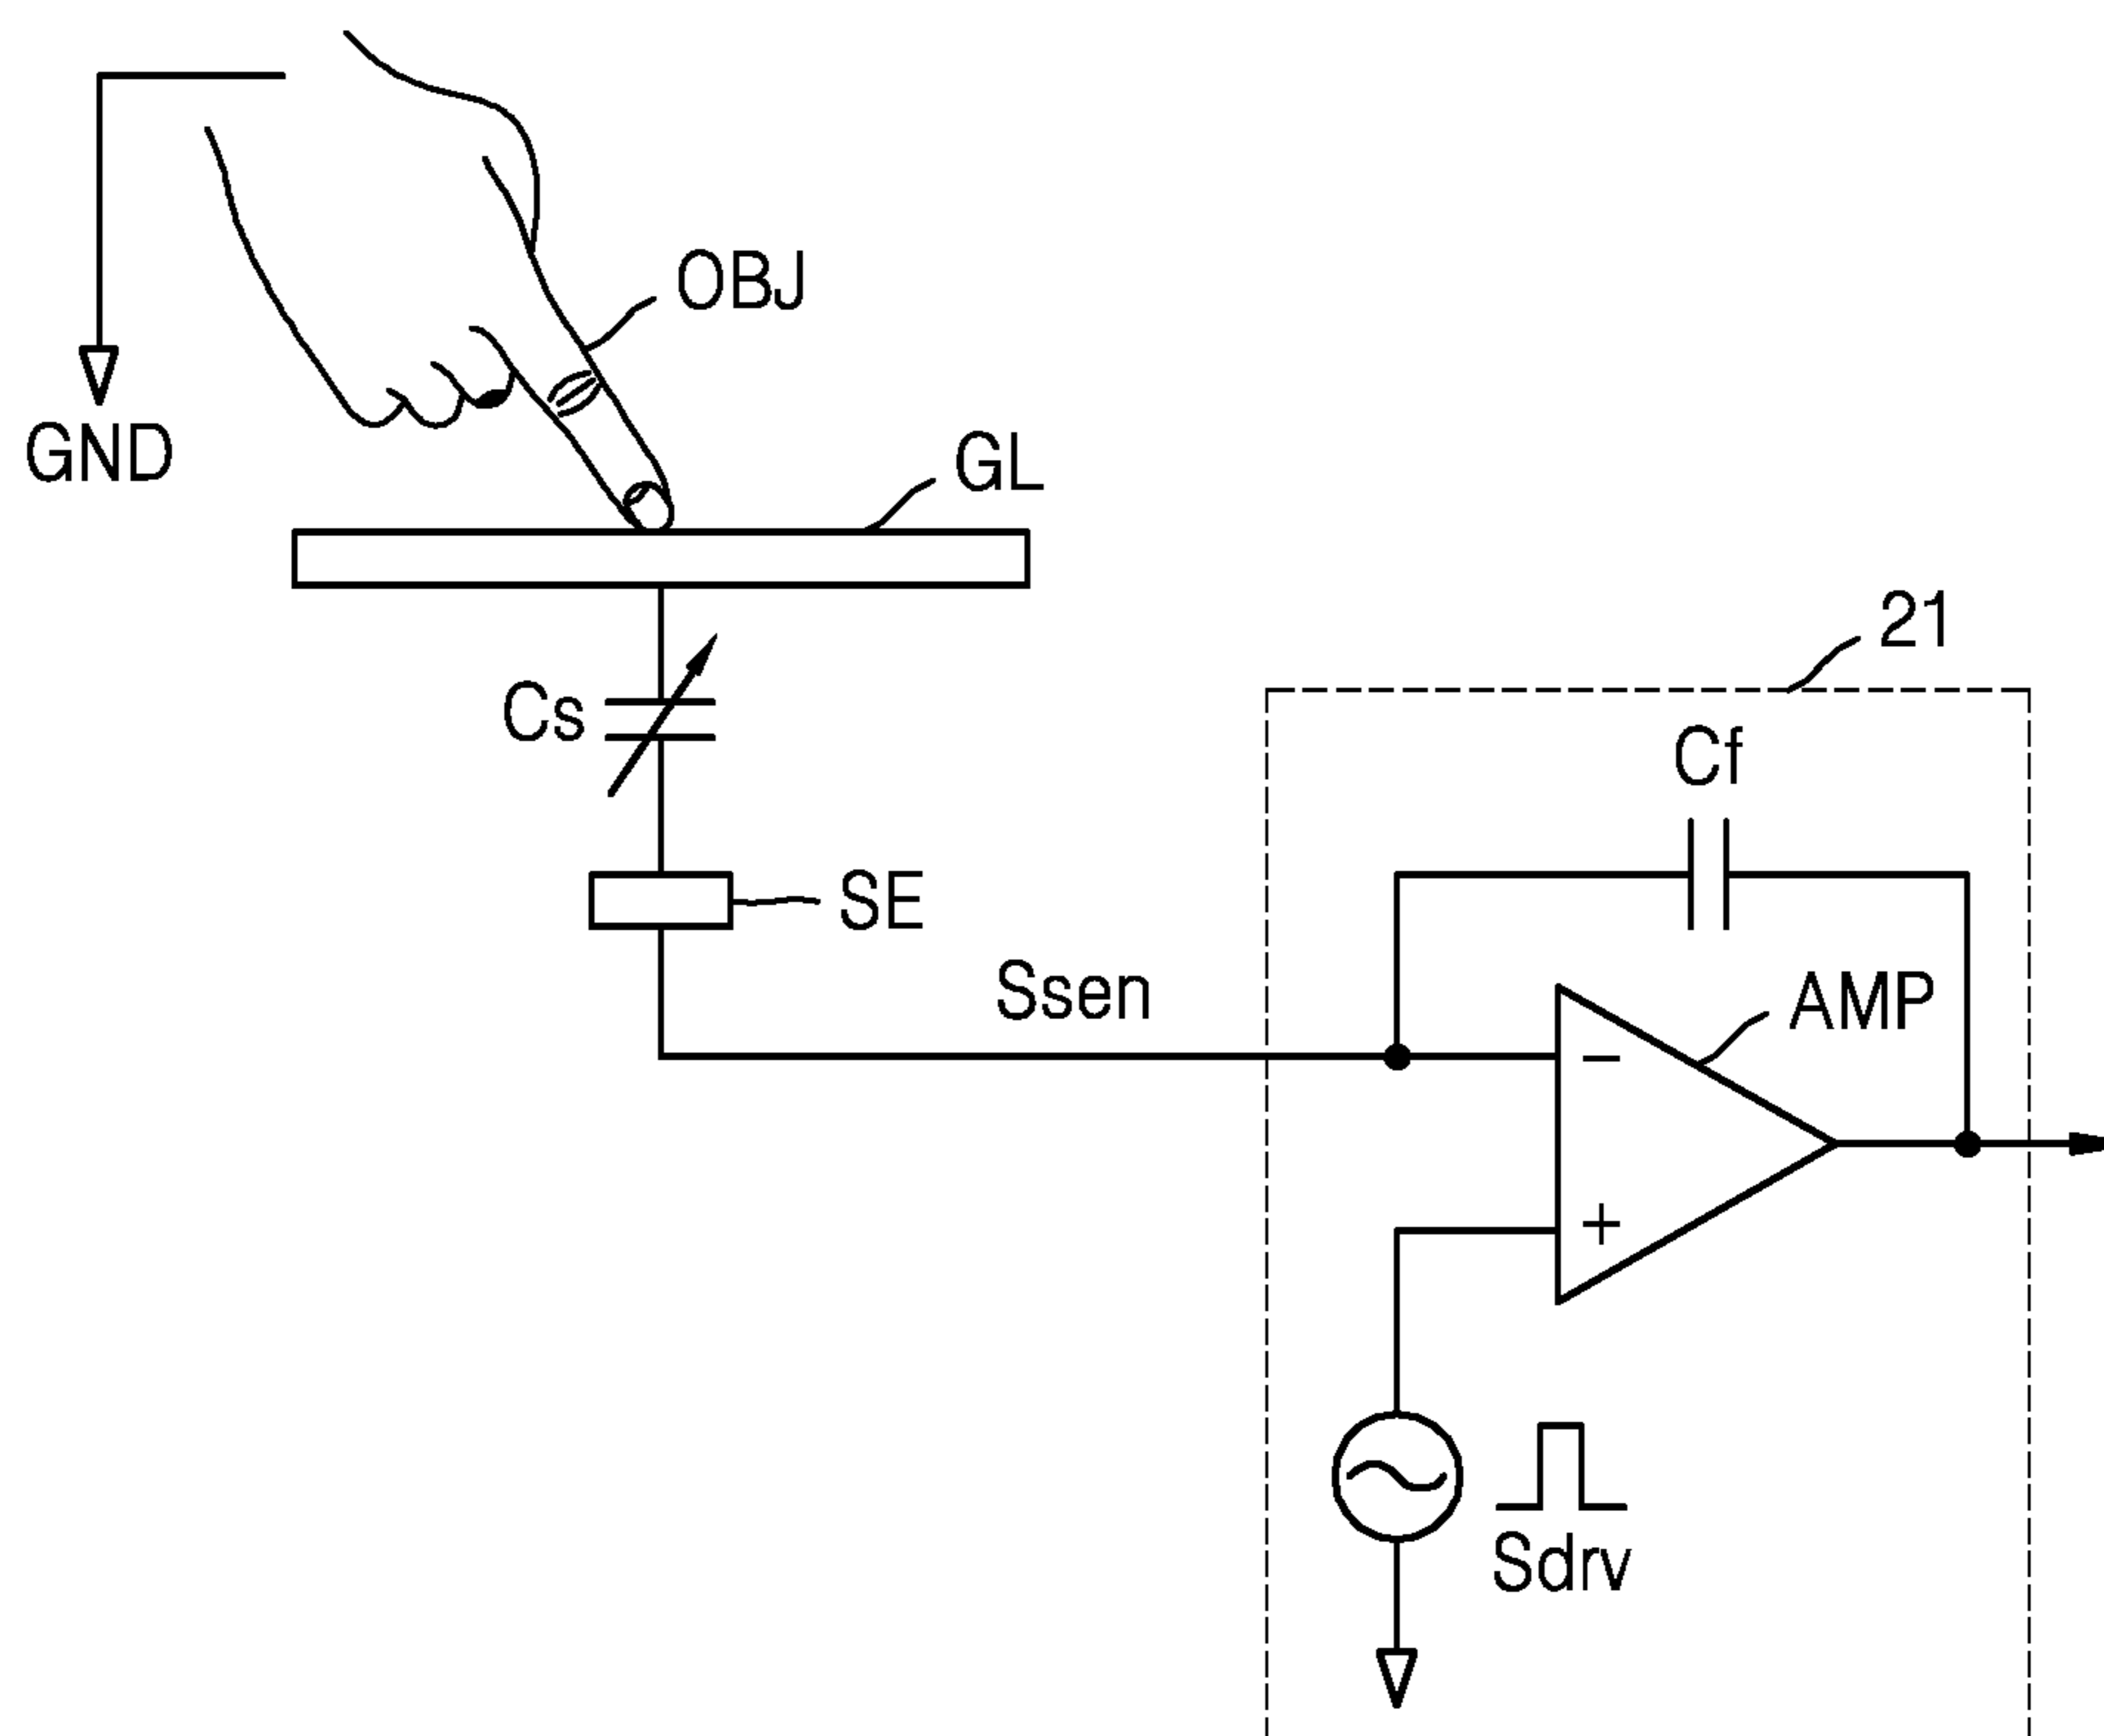 OBJ
GND
GL
21
Cs
Cf
SE
Ssen
AMP
−
+
Sdrv